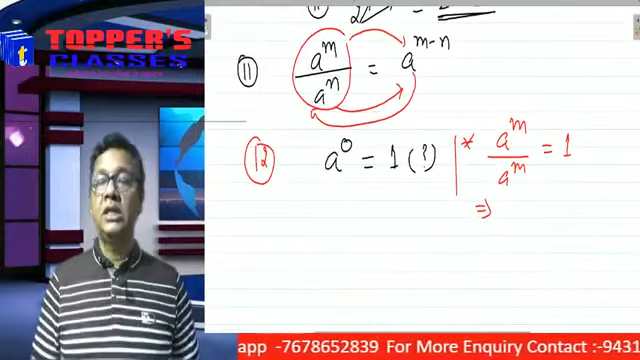 TOPPER'S
CLASSES
t
(11) a^m / a^n = a^(m-n)
(12) a^0 = 1 (?) | * a^m / a^m = 1
⇒
app -7678652839 For More Enquiry Contact :-9431